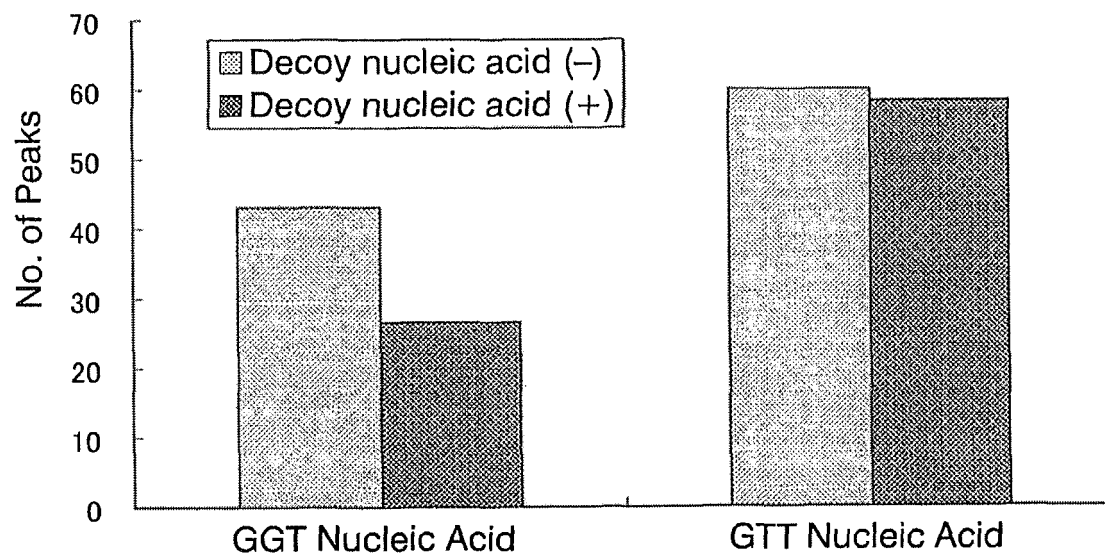 No. of Peaks
70
60
50
40
30
20
10
0
Decoy nucleic acid (–)
Decoy nucleic acid (+)
GGT Nucleic Acid
GTT Nucleic Acid